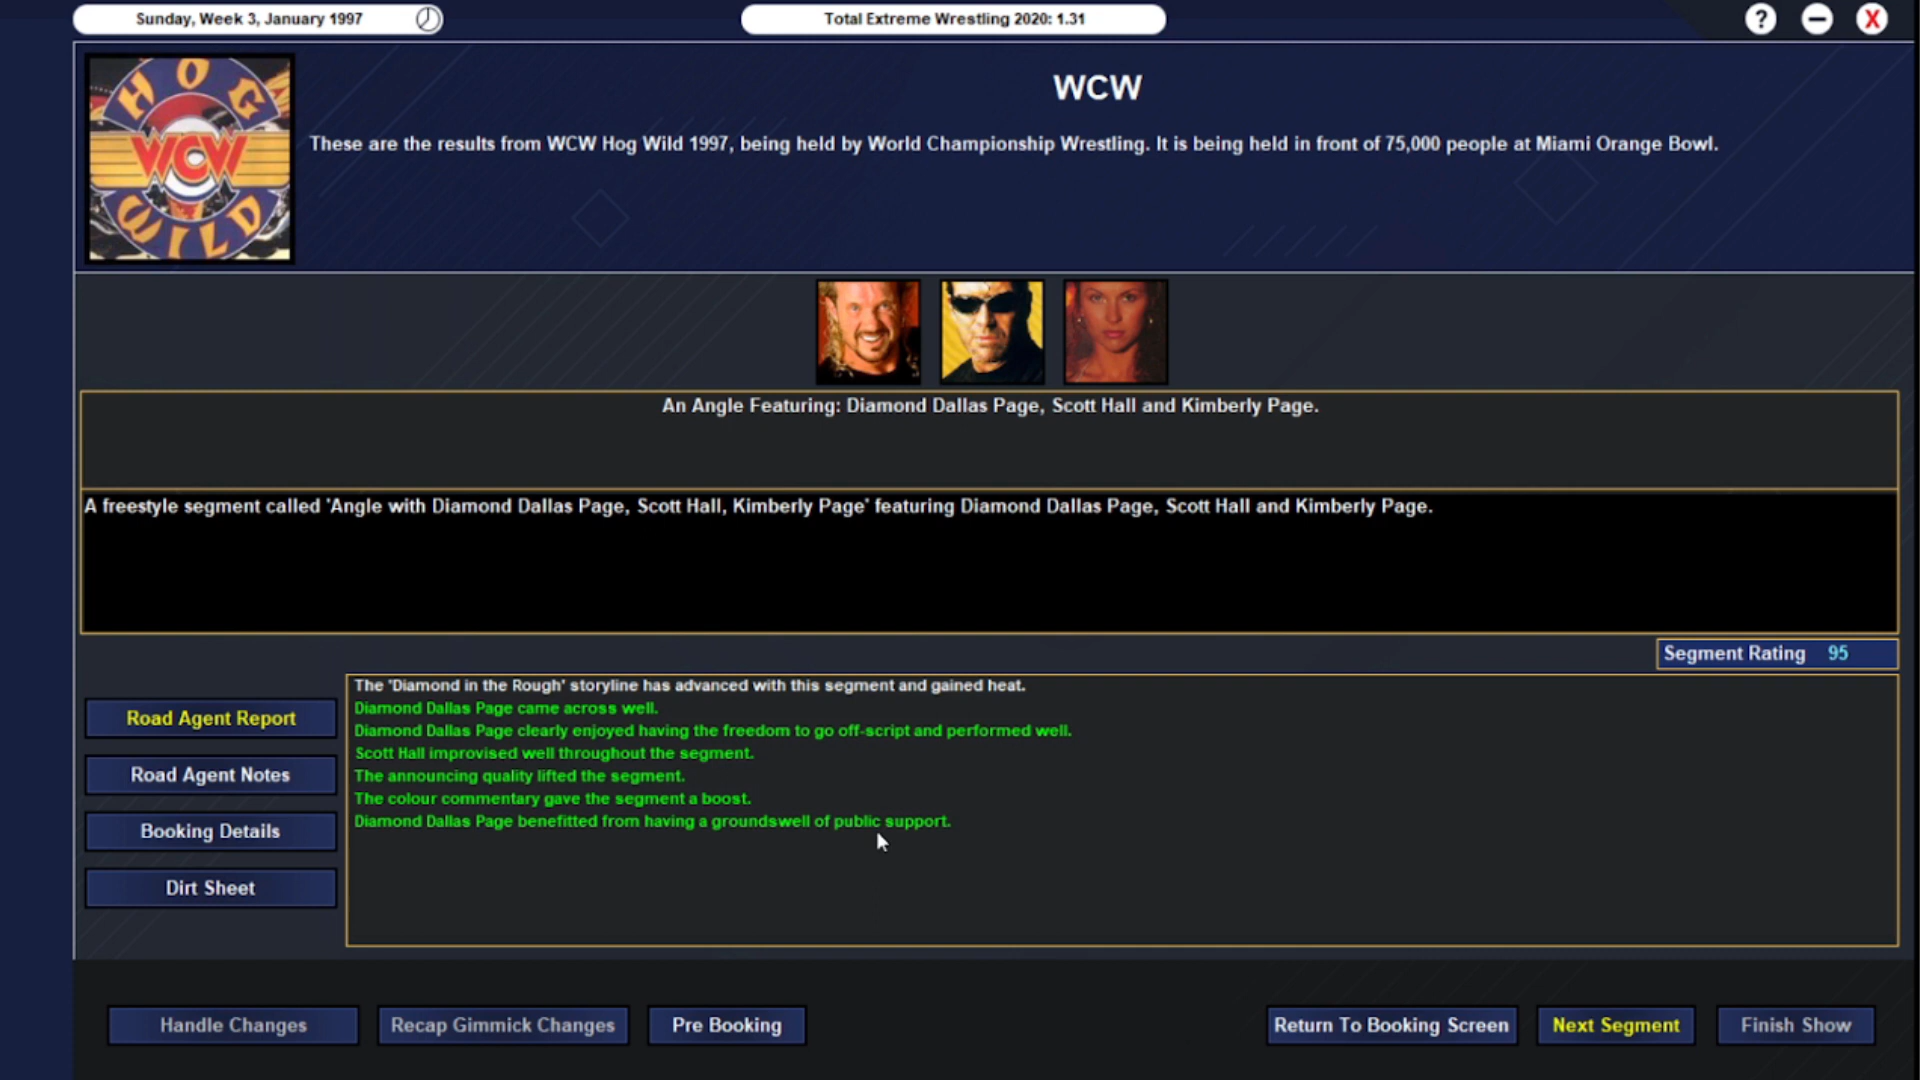 Sunday, Week 3, January 1997
Total Extreme Wrestling 2020: 1.31
?
X
HOG
WCW
WILD
WCW
These are the results from WCW Hog Wild 1997, being held by World Championship Wrestling. It is being held in front of 75,000 people at Miami Orange Bowl.
An Angle Featuring: Diamond Dallas Page, Scott Hall and Kimberly Page.
A freestyle segment called 'Angle with Diamond Dallas Page, Scott Hall, Kimberly Page' featuring Diamond Dallas Page, Scott Hall and Kimberly Page.
Segment Rating 95
Road Agent Report
Road Agent Notes
Booking Details
Dirt Sheet
The 'Diamond in the Rough' storyline has advanced with this segment and gained heat.
Diamond Dallas Page came across well.
Diamond Dallas Page clearly enjoyed having the freedom to go off-script and performed well.
Scott Hall improvised well throughout the segment.
The announcing quality lifted the segment.
The colour commentary gave the segment a boost.
Diamond Dallas Page benefitted from having a groundswell of public support.
Handle Changes
Recap Gimmick Changes
Pre Booking
Return To Booking Screen
Next Segment
Finish Show